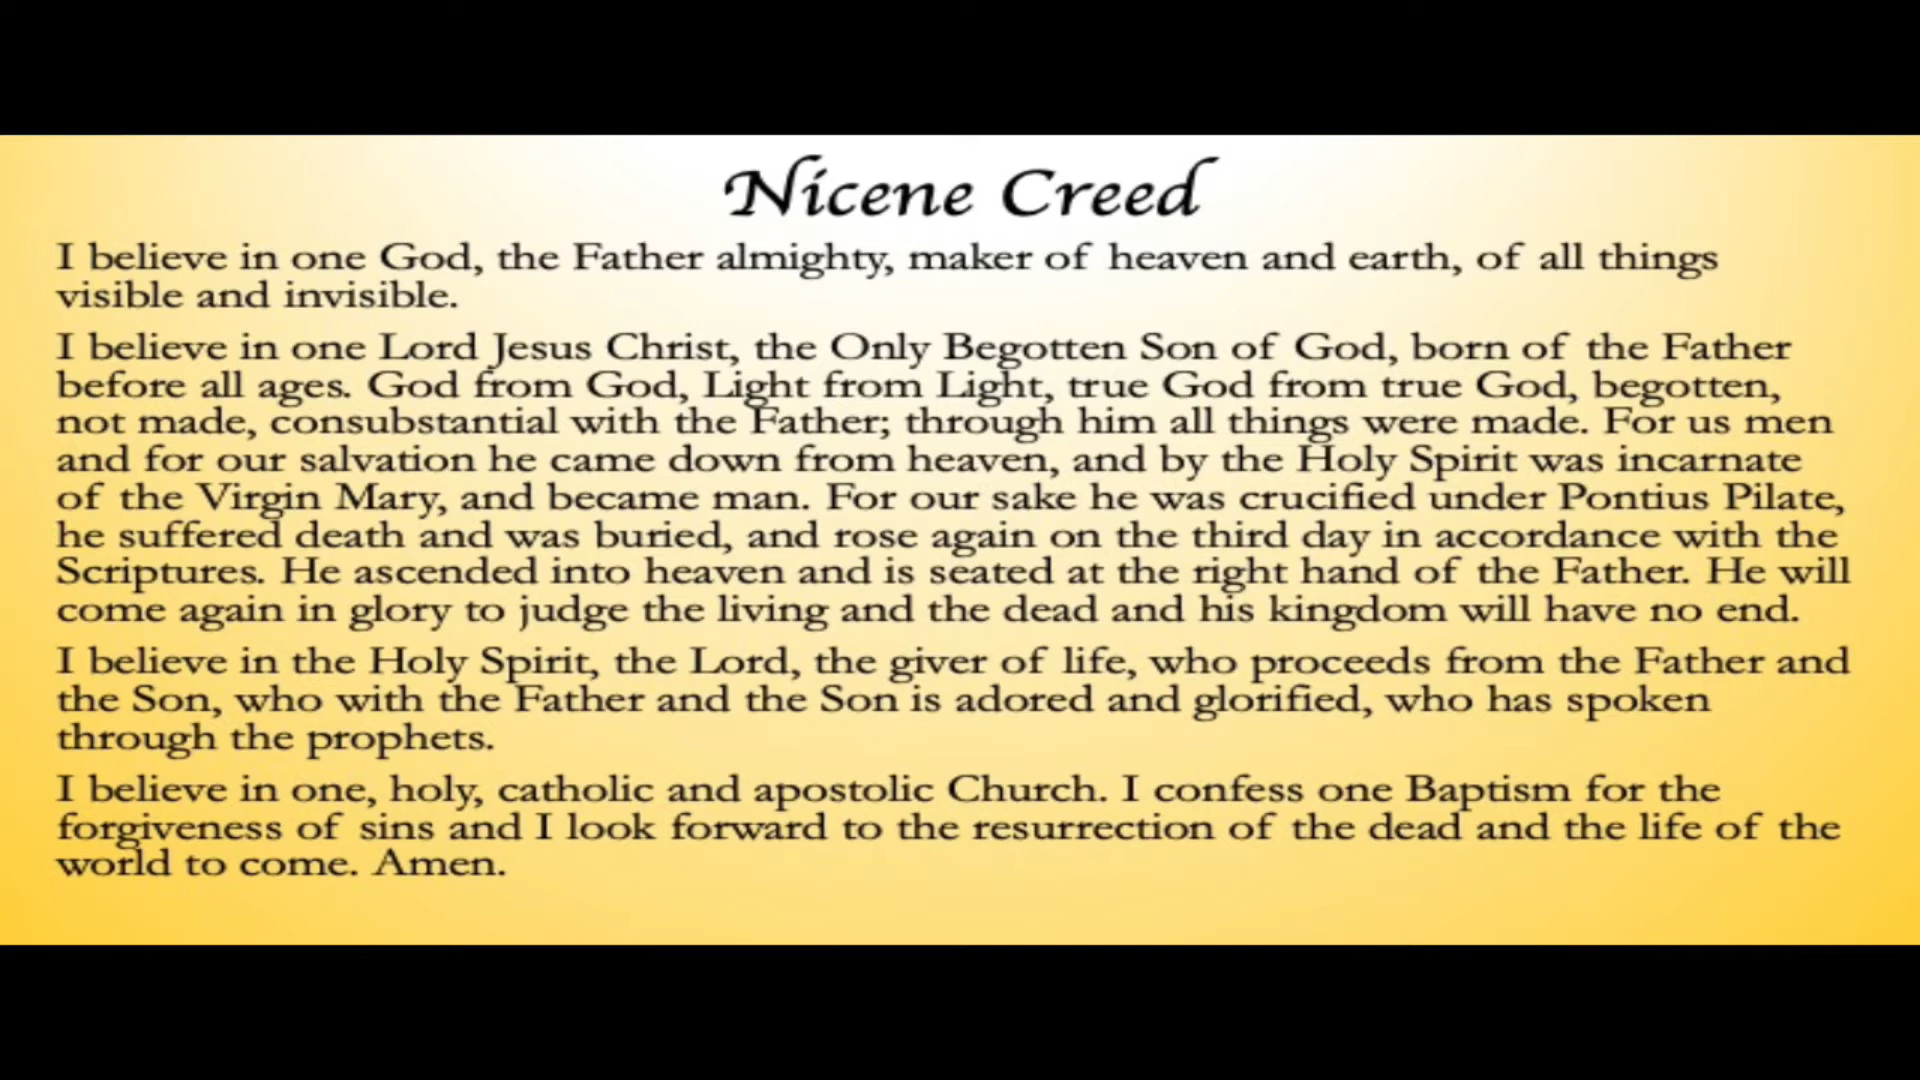 Nicene Creed
I believe in one God, the Father almighty, maker of heaven and earth, of all things
visible and invisible.
I believe in one Lord Jesus Christ, the Only Begotten Son of God, born of the Father
before all ages. God from God, Light from Light, true God from true God, begotten,
not made, consubstantial with the Father; through him all things were made. For us men
and for our salvation he came down from heaven, and by the Holy Spirit was incarnate
of the Virgin Mary, and became man. For our sake he was crucified under Pontius Pilate,
he suffered death and was buried, and rose again on the third day in accordance with the
Scriptures. He ascended into heaven and is seated at the right hand of the Father. He will
come again in glory to judge the living and the dead and his kingdom will have no end.
I believe in the Holy Spirit, the Lord, the giver of life, who proceeds from the Father and
the Son, who with the Father and the Son is adored and glorified, who has spoken
through the prophets.
I believe in one, holy, catholic and apostolic Church. I confess one Baptism for the
forgiveness of sins and I look forward to the resurrection of the dead and the life of the
world to come. Amen.